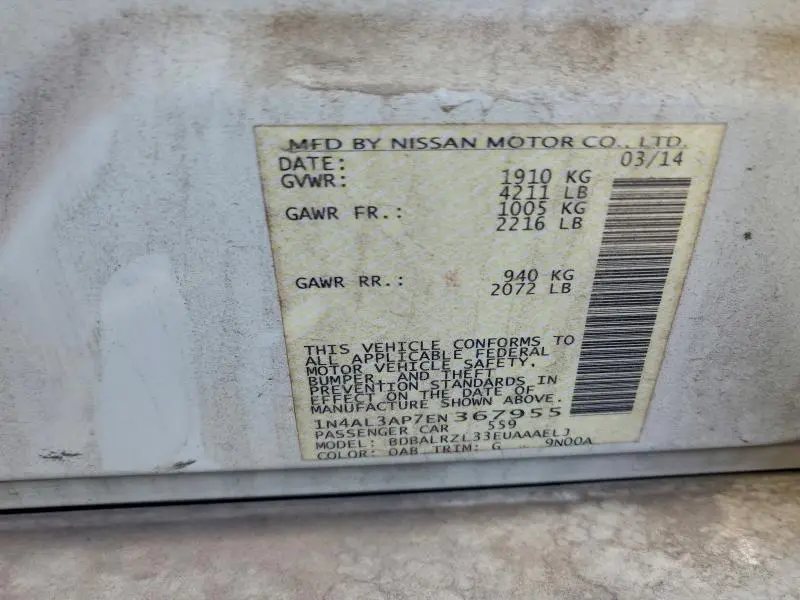 MFD BY NISSAN MOTOR CO., LTD.
DATE: 03/14
GVWR: 1910 KG
4211 LB
GAWR FR.: 1005 KG
2216 LB
GAWR RR.: 940 KG
2072 LB
THIS VEHICLE CONFORMS TO
ALL APPLICABLE FEDERAL
MOTOR VEHICLE SAFETY,
BUMPER, AND THEFT
PREVENTION STANDARDS IN
EFFECT ON THE DATE OF
MANUFACTURE SHOWN ABOVE.
1N4AL3AP7EN367955
PASSENGER CAR 559
MODEL: BDBALRZL33EUAAAELJ
COLOR: QAB TRIM: G 9N00A